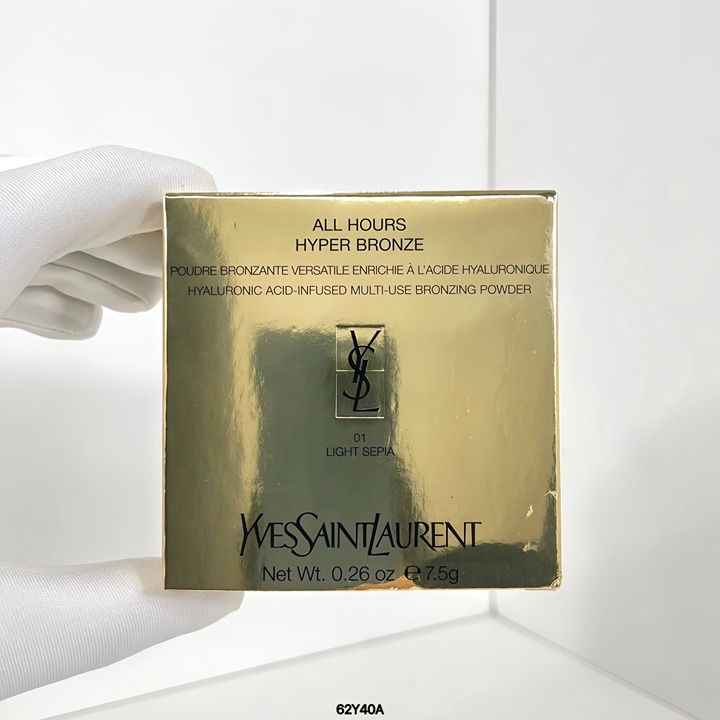 ALL HOURS
HYPER BRONZE
POUDRE BRONZANTE VERSATILE ENRICHIE À L'ACIDE HYALURONIQUE
HYALURONIC ACID-INFUSED MULTI-USE BRONZING POWDER
YSL
01
LIGHT SEPIA
YVESSAINTLAURENT
Net Wt. 0.26 oz ℮ 7.5g
62Y40A